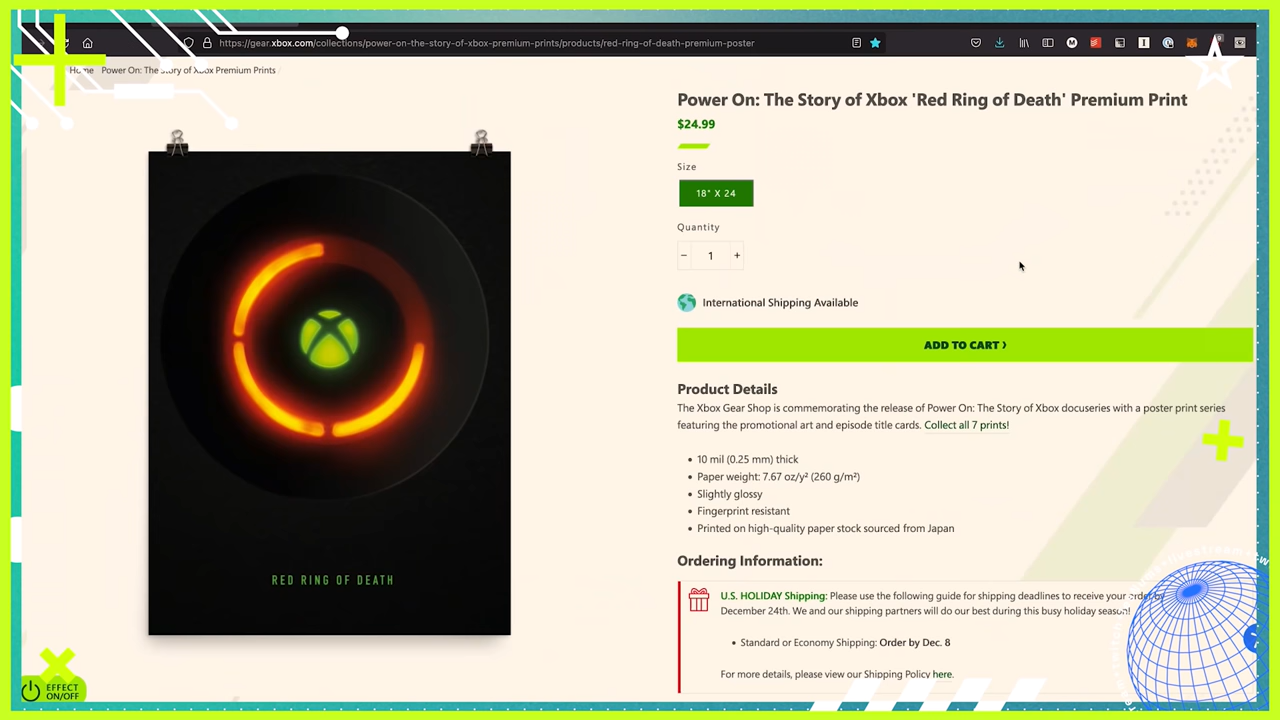 https://gear.xbox.com/collections/power-on-the-story-of-xbox-premium-prints/products/red-ring-of-death-premium-poster
Home Power On: The Story of Xbox Premium Prints /
Power On: The Story of Xbox 'Red Ring of Death' Premium Print
$24.99
Size
18" X 24
Quantity
− 1 +
International Shipping Available
ADD TO CART ›
Product Details
The Xbox Gear Shop is commemorating the release of Power On: The Story of Xbox docuseries with a poster print series
featuring the promotional art and episode title cards. Collect all 7 prints!
• 10 mil (0.25 mm) thick
• Paper weight: 7.67 oz/y² (260 g/m²)
• Slightly glossy
• Fingerprint resistant
• Printed on high-quality paper stock sourced from Japan
Ordering Information:
U.S. HOLIDAY Shipping: Please use the following guide for shipping deadlines to receive your order by
December 24th. We and our shipping partners will do our best during this busy holiday season!
• Standard or Economy Shipping: Order by Dec. 8
For more details, please view our Shipping Policy here.
RED RING OF DEATH
EFFECT
ON/OFF